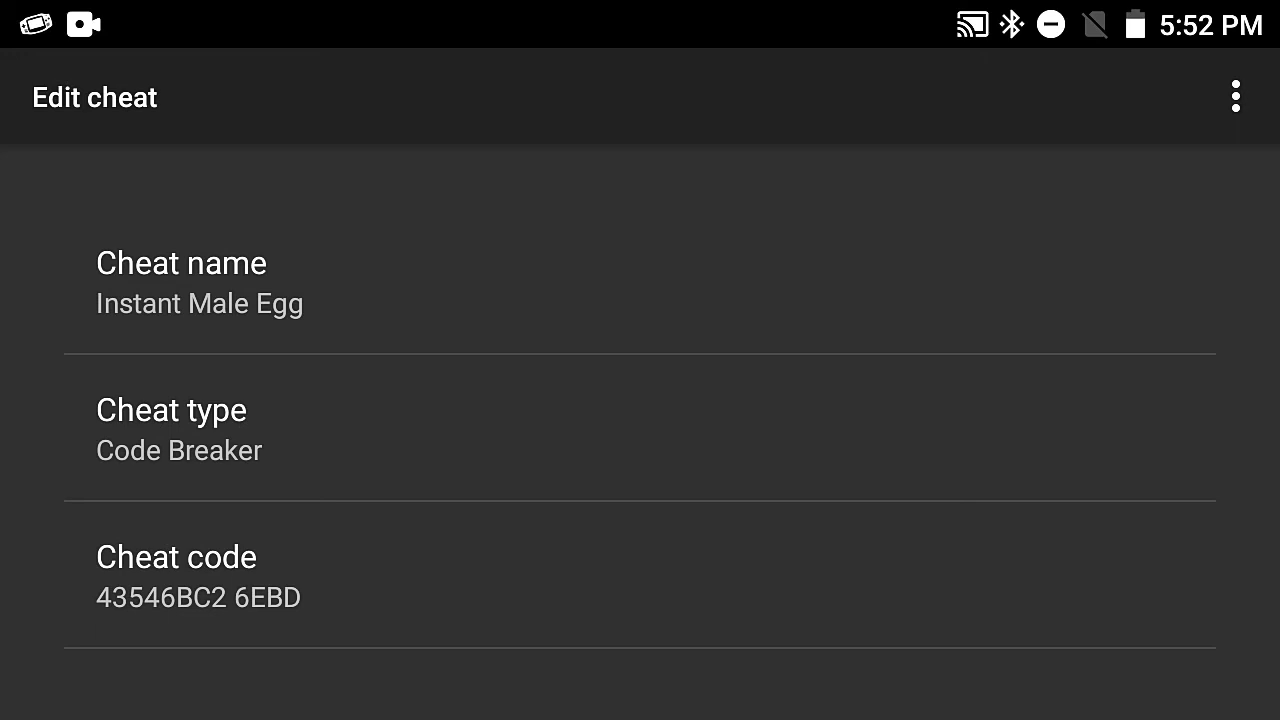 5:52 PM
Edit cheat
Cheat name
Instant Male Egg
Cheat type
Code Breaker
Cheat code
43546BC2 6EBD